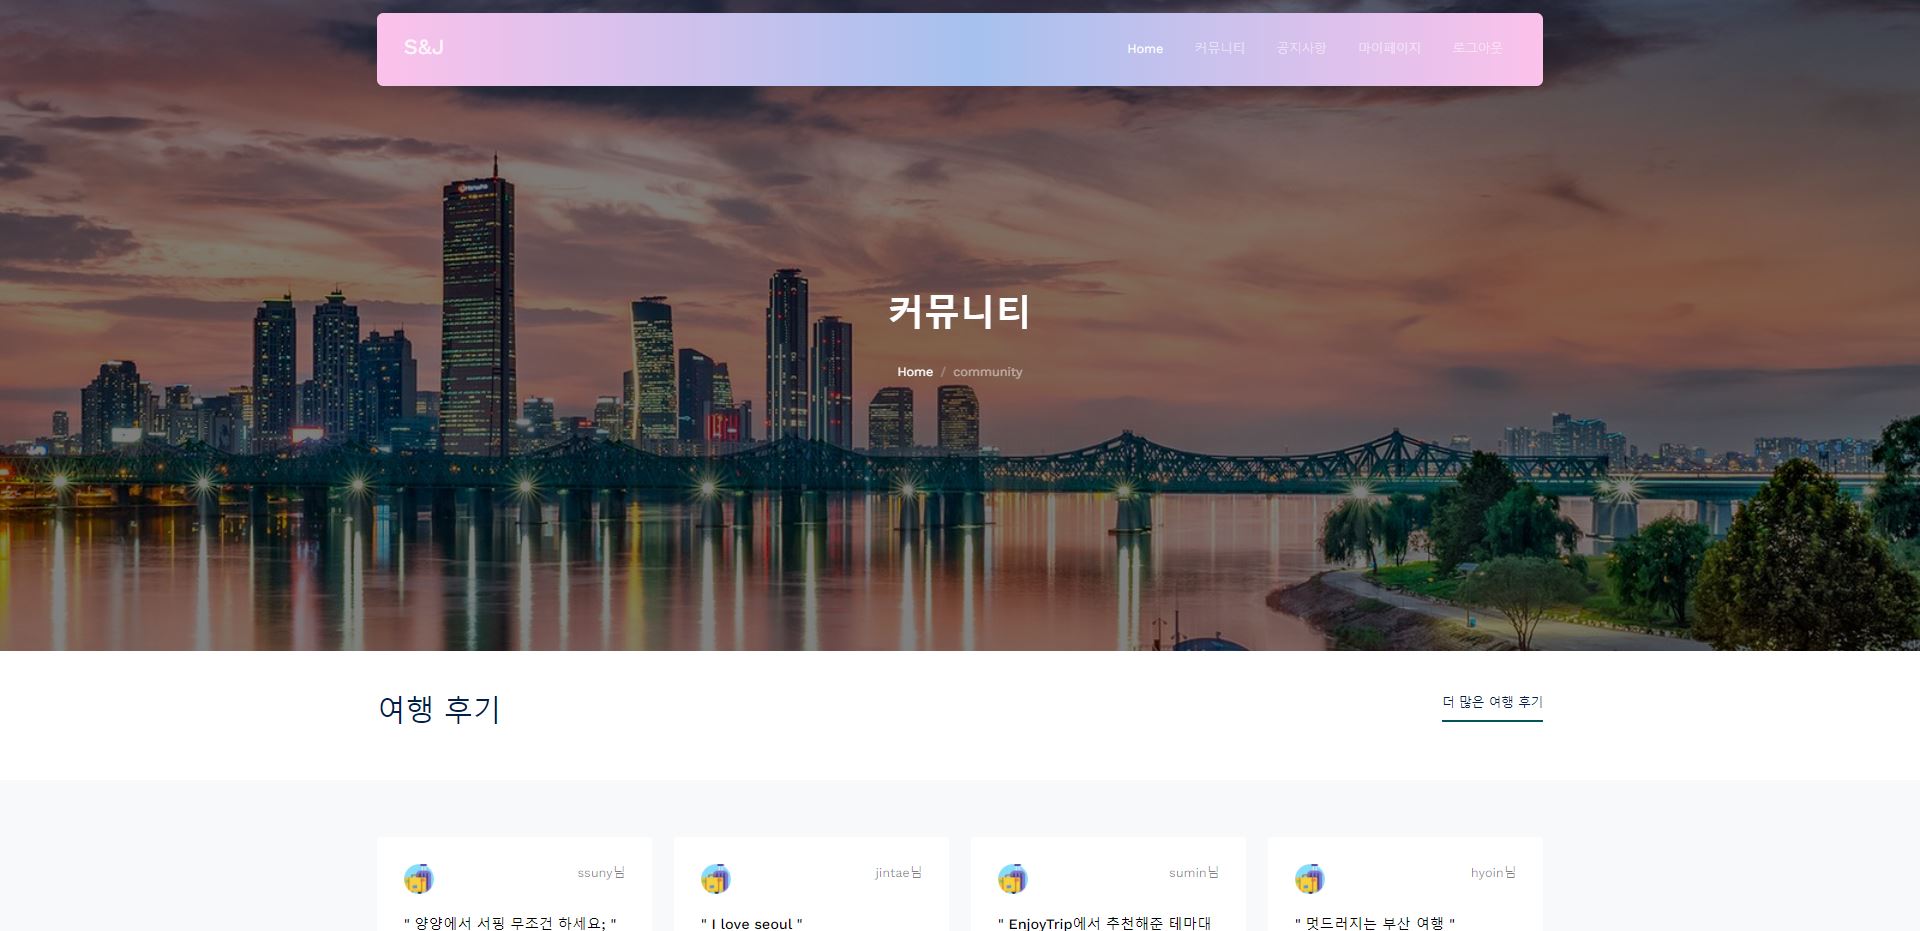 S&J
Home 커뮤니티 공지사항 마이페이지 로그아웃
Hanwha
커뮤니티
Home / community
여행 후기
더 많은 여행 후기
ssuny님
jintae님
sumin님
hyoin님
" 양양에서 서핑 무조건 하세요; "
" I love seoul "
" EnjoyTrip에서 추천해준 테마대
" 멋드러지는 부산 여행 "